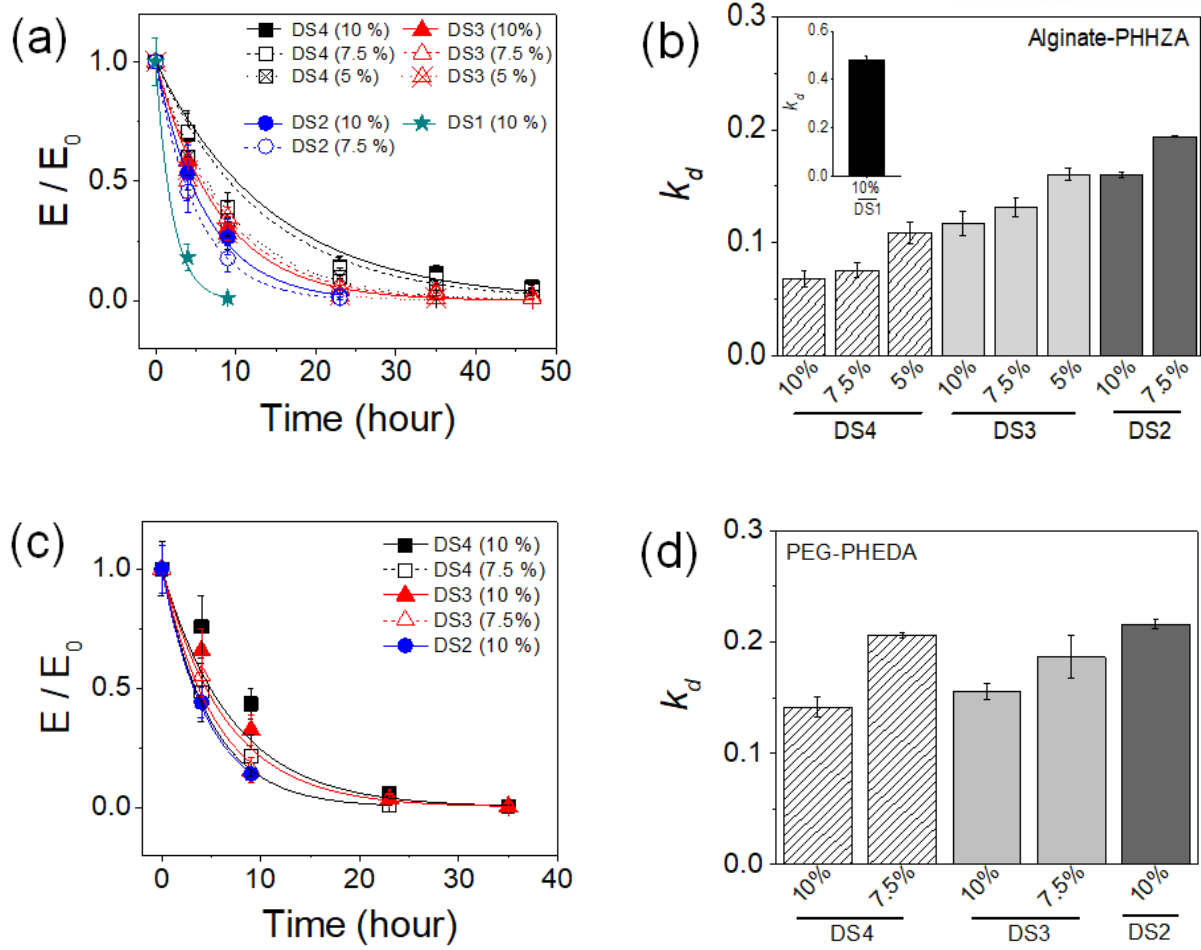 (a)
DS4 (10 %)
DS4 (7.5 %)
DS4 (5 %)
DS3 (10%)
DS3 (7.5 %)
DS3 (5 %)
DS2 (10 %)
DS2 (7.5 %)
DS1 (10 %)
E / E0
1.0
0.5
0.0
0 10 20 30 40 50
Time (hour)
(b)
Alginate-PHHZA
kd
0.3
0.2
0.1
0.0
kd
0.6
0.4
0.2
0.0
10%
DS1
10% 7.5% 5% 10% 7.5% 5% 10% 7.5%
DS4 DS3 DS2
(c)
DS4 (10 %)
DS4 (7.5 %)
DS3 (10 %)
DS3 (7.5%)
DS2 (10 %)
E / E0
1.0
0.5
0.0
0 10 20 30 40
Time (hour)
(d)
PEG-PHEDA
kd
0.3
0.2
0.1
0.0
10% 7.5% 10% 7.5% 10%
DS4 DS3 DS2